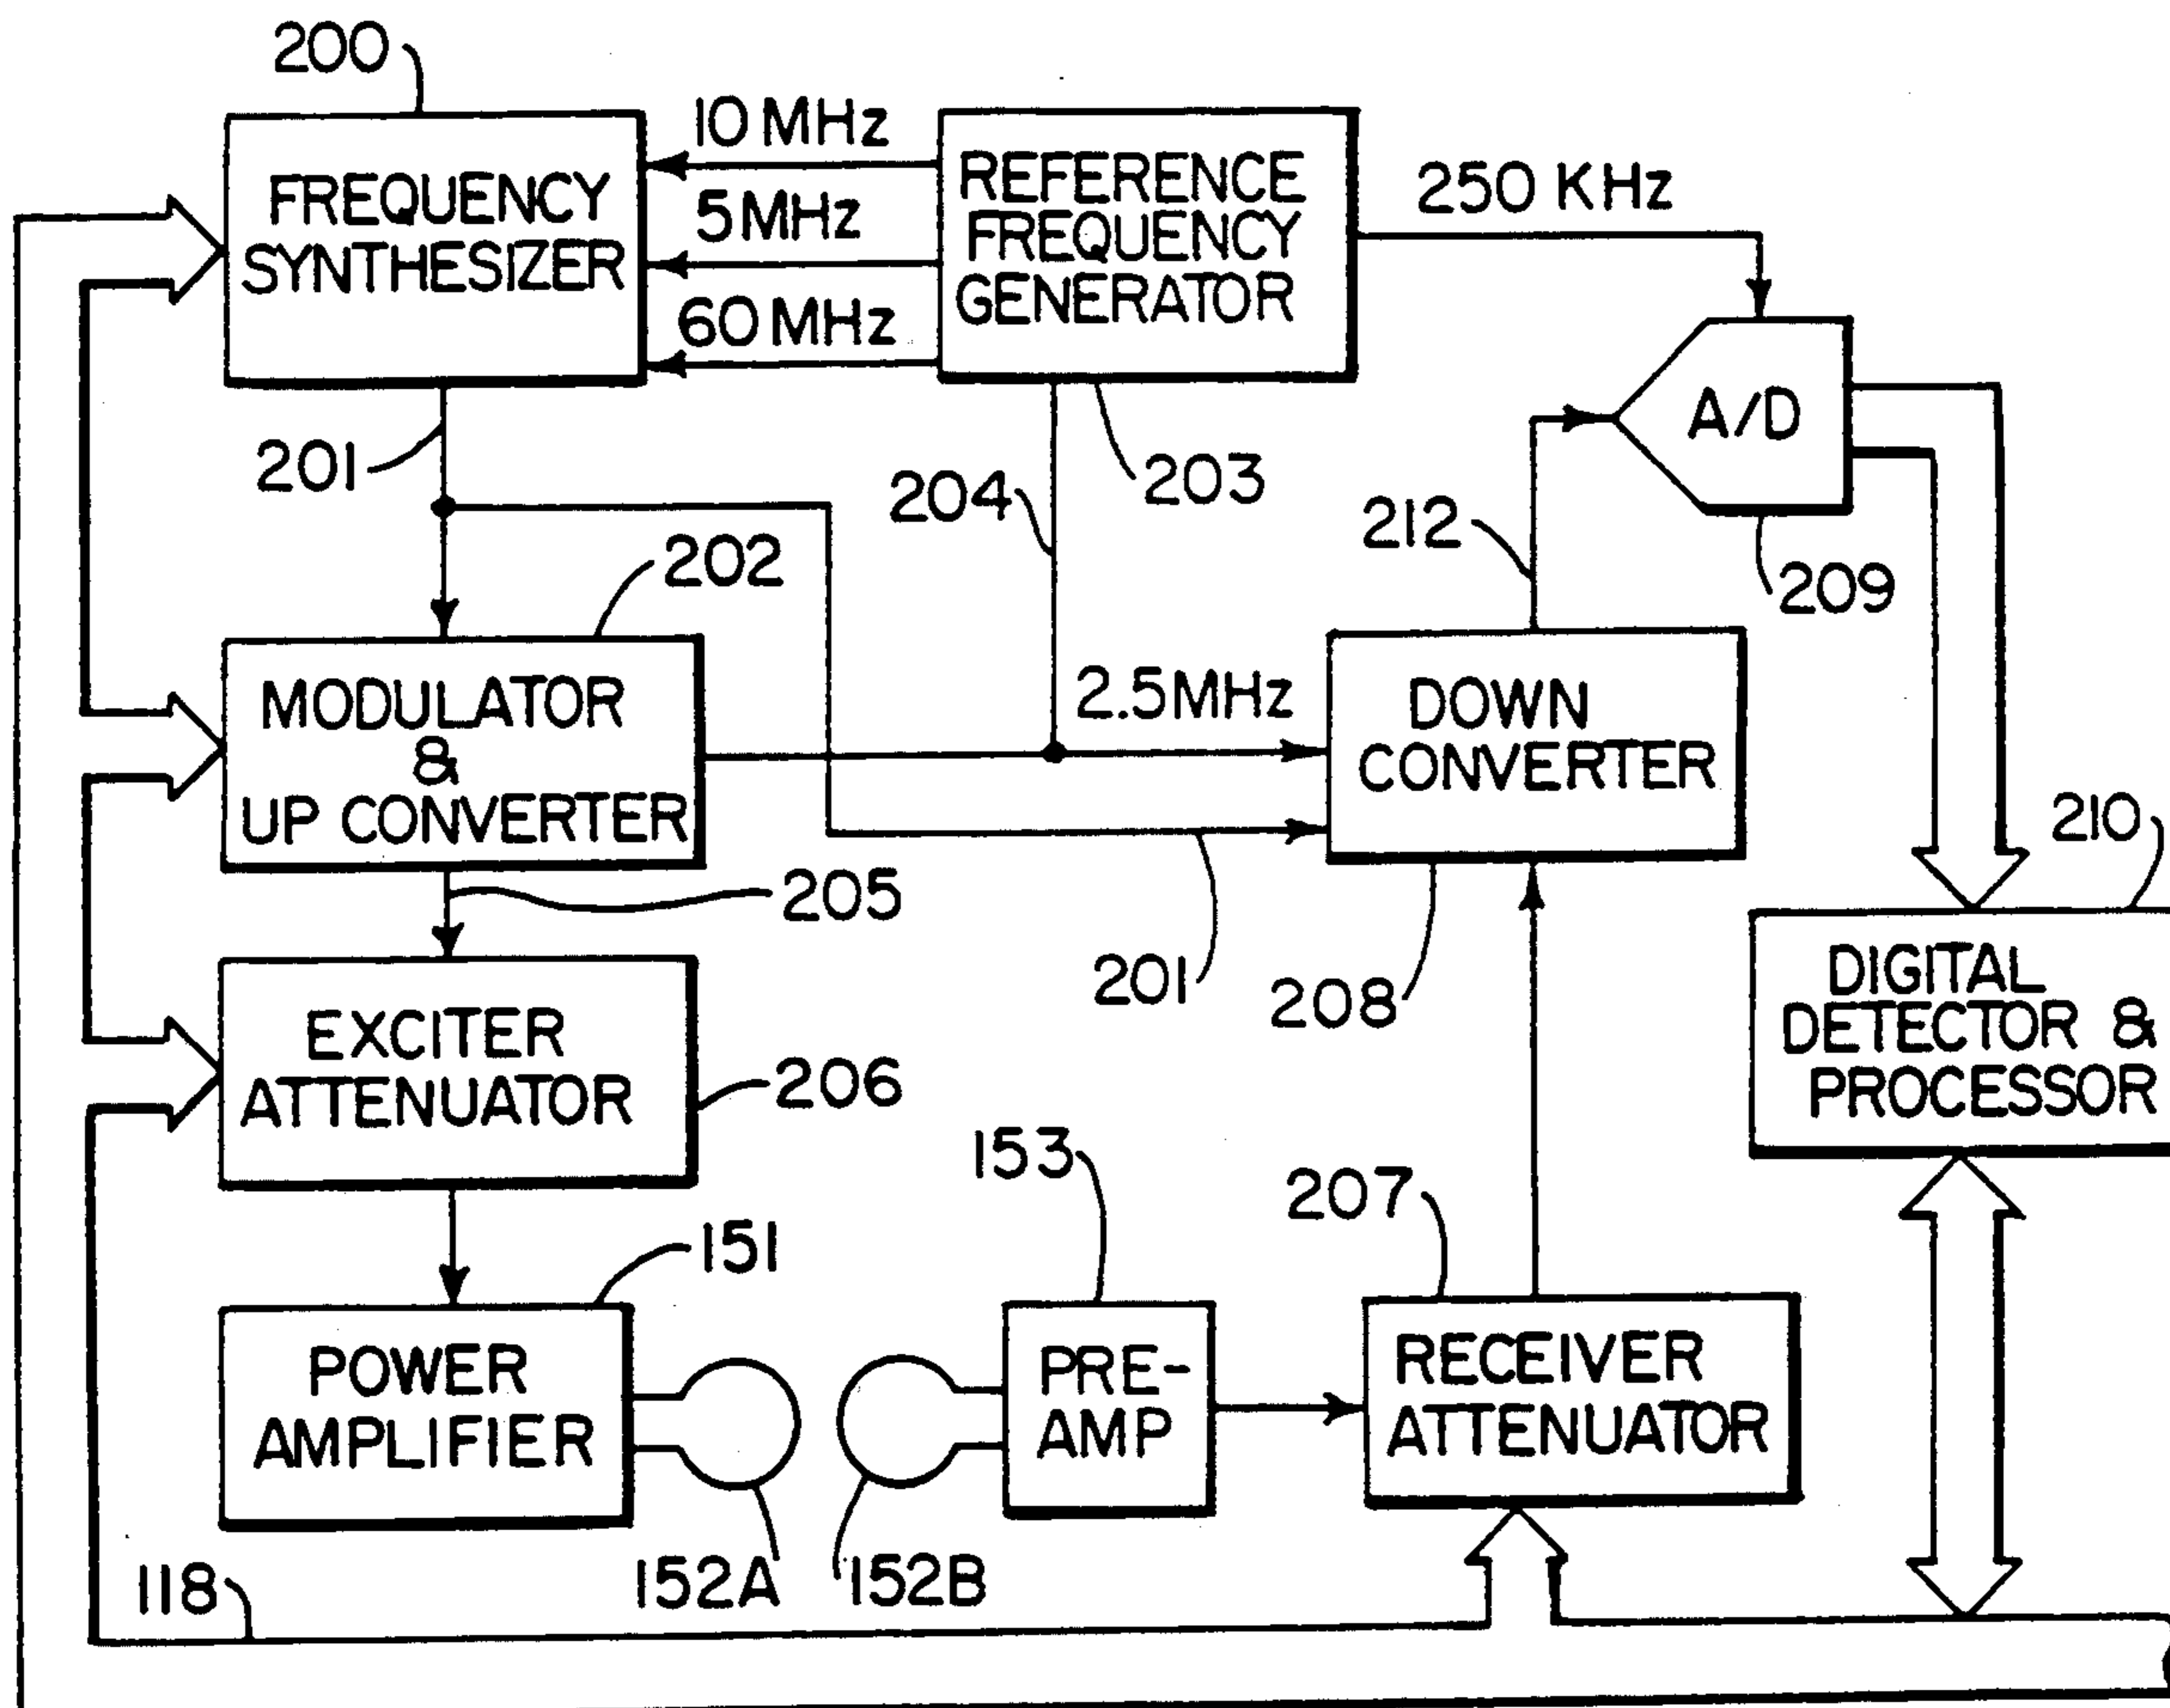 200
10 MHz
5 MHz
60 MHz
FREQUENCY
SYNTHESIZER
REFERENCE
FREQUENCY
GENERATOR
250 KHz
A/D
201
204
203
212
209
202
MODULATOR
&
UP CONVERTER
2.5MHz
DOWN
CONVERTER
210
205
201
208
DIGITAL
DETECTOR &
PROCESSOR
EXCITER
ATTENUATOR
206
153
207
151
POWER
AMPLIFIER
PRE-
AMP
RECEIVER
ATTENUATOR
118
152A
152B